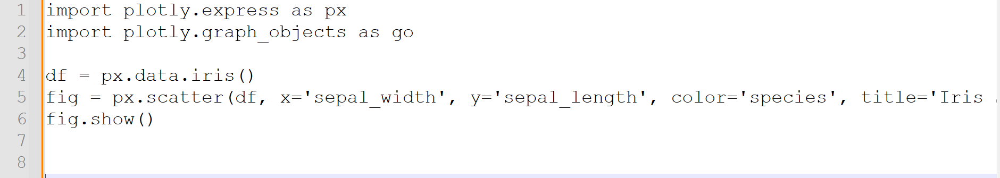 1 import plotly.express as px
2 import plotly.graph_objects as go
3
4 df = px.data.iris()
5 fig = px.scatter(df, x='sepal_width', y='sepal_length', color='species', title='Iris
6 fig.show()
7
8